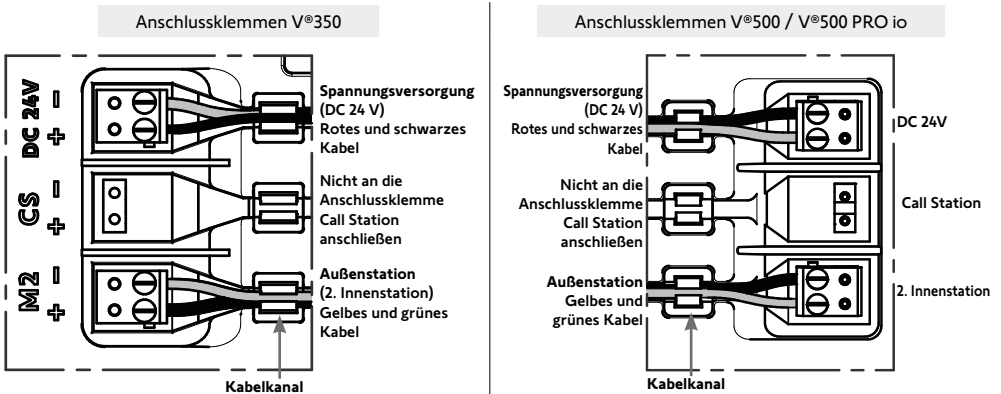 Anschlussklemmen V®350
DC 24V
- +
CS
- +
M2
- +
Spannungsversorgung
(DC 24 V)
Rotes und schwarzes
Kabel
Nicht an die
Anschlussklemme
Call Station
anschließen
Außenstation
(2. Innenstation)
Gelbes und grünes
Kabel
Kabelkanal
Anschlussklemmen V®500 / V®500 PRO io
Spannungsversorgung
(DC 24 V)
Rotes und schwarzes
Kabel
Nicht an die
Anschlussklemme
Call Station
anschließen
Außenstation
Gelbes und
grünes Kabel
Kabelkanal
DC 24V
Call Station
2. Innenstation